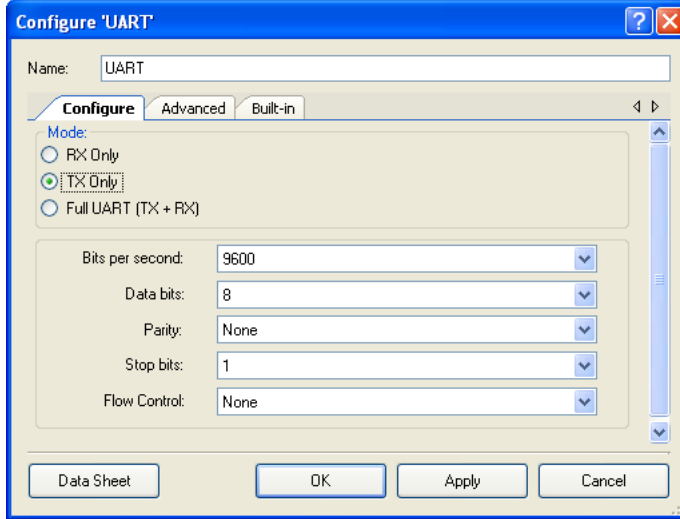 Configure 'UART'
Name: UART
Configure Advanced Built-in
Mode:
RX Only
TX Only
Full UART (TX + RX)
Bits per second: 9600
Data bits: 8
Parity: None
Stop bits: 1
Flow Control: None
Data Sheet OK Apply Cancel